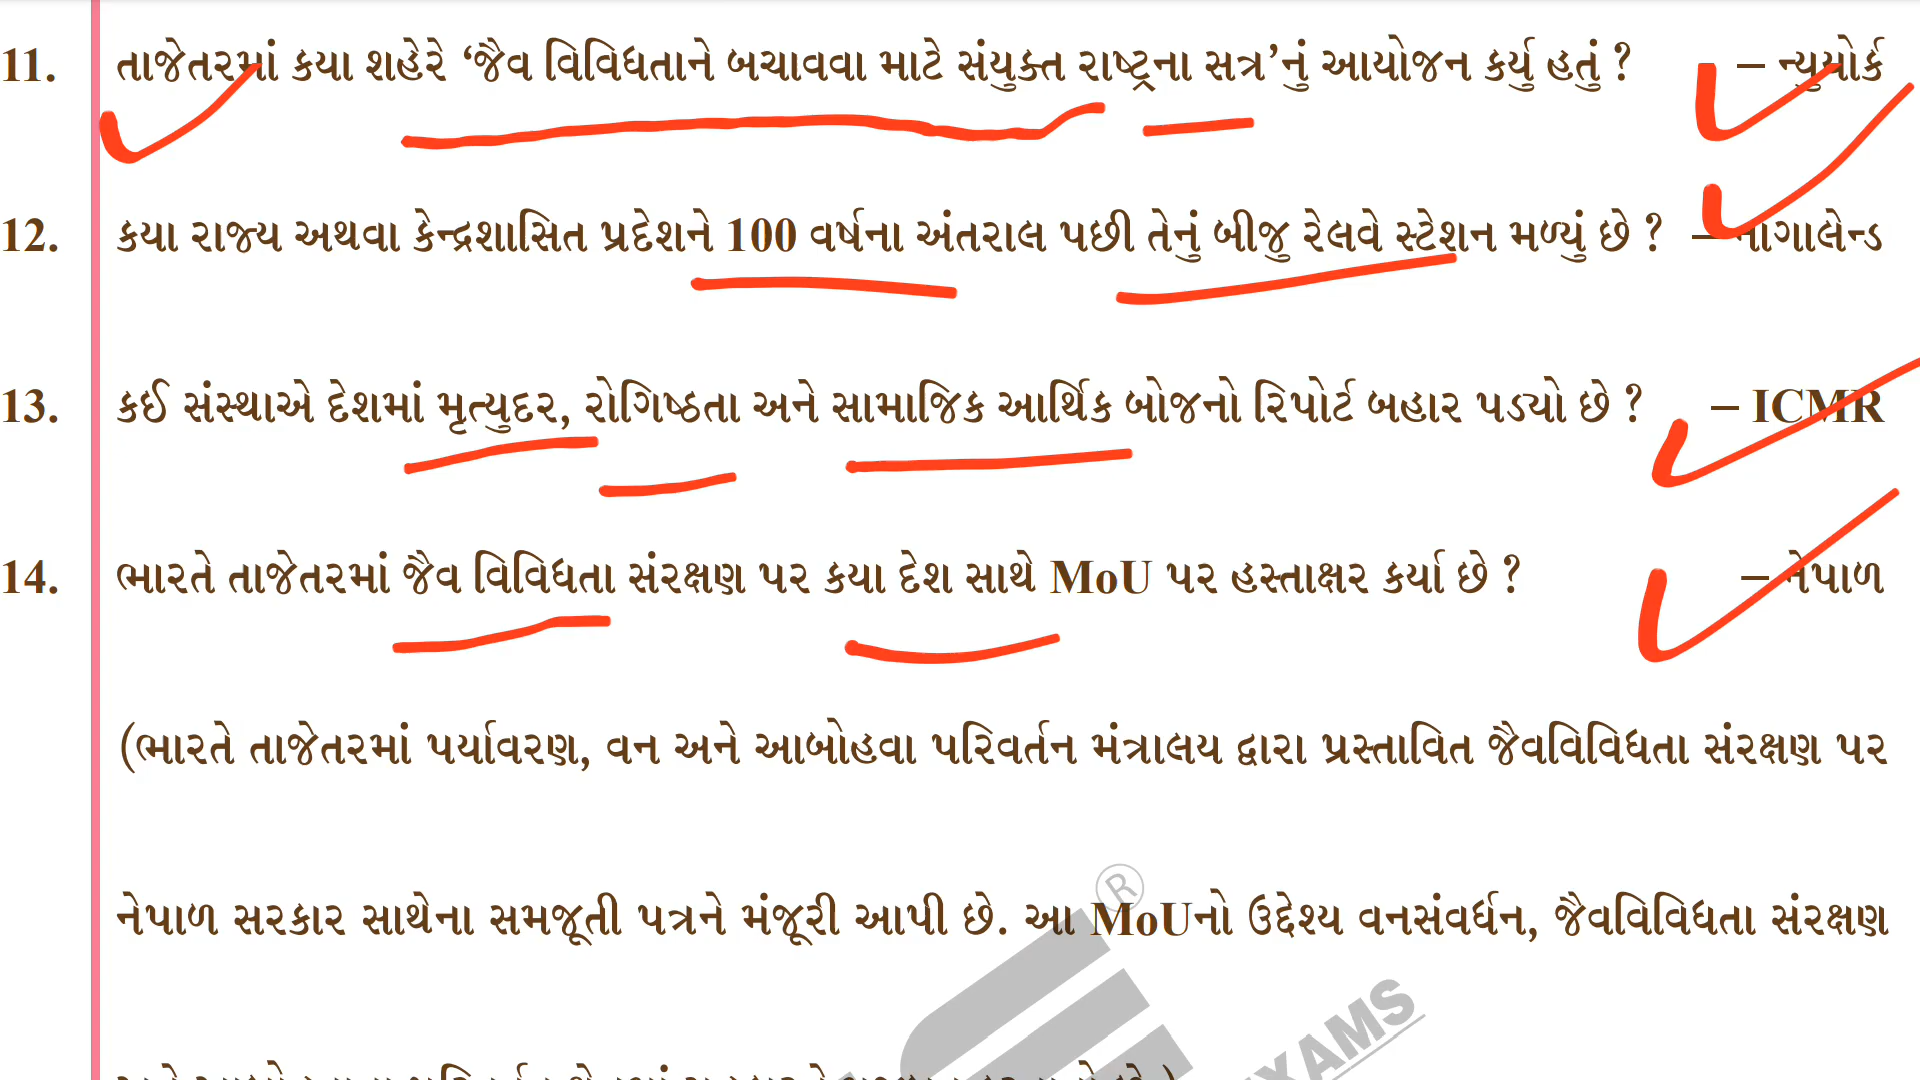 11. તાજેતરમાં કયા શહેરે ‘જૈવ વિવિધતાને બચાવવા માટે સંયુક્ત રાષ્ટ્રના સત્ર’નું આયોજન કર્યુ હતું ? – ન્યુયોર્ક
12. કયા રાજ્ય અથવા કેન્દ્રશાસિત પ્રદેશને 100 વર્ષના અંતરાલ પછી તેનું બીજુ રેલવે સ્ટેશન મળ્યું છે ? – નાગાલેન્ડ
13. કઈ સંસ્થાએ દેશમાં મૃત્યુદર, રોગિષ્ઠતા અને સામાજિક આર્થિક બોજનો રિપોર્ટ બહાર પડ્યો છે ? – ICMR
14. ભારતે તાજેતરમાં જૈવ વિવિધતા સંરક્ષણ પર કયા દેશ સાથે MoU પર હસ્તાક્ષર કર્યા છે ? – નેપાળ
(ભારતે તાજેતરમાં પર્યાવરણ, વન અને આબોહવા પરિવર્તન મંત્રાલય દ્વારા પ્રસ્તાવિત જૈવવિવિધતા સંરક્ષણ પર
નેપાળ સરકાર સાથેના સમજૂતી પત્રને મંજૂરી આપી છે. આ MoUનો ઉદ્દેશ્ય વનસંવર્ધન, જૈવવિવિધતા સંરક્ષણ